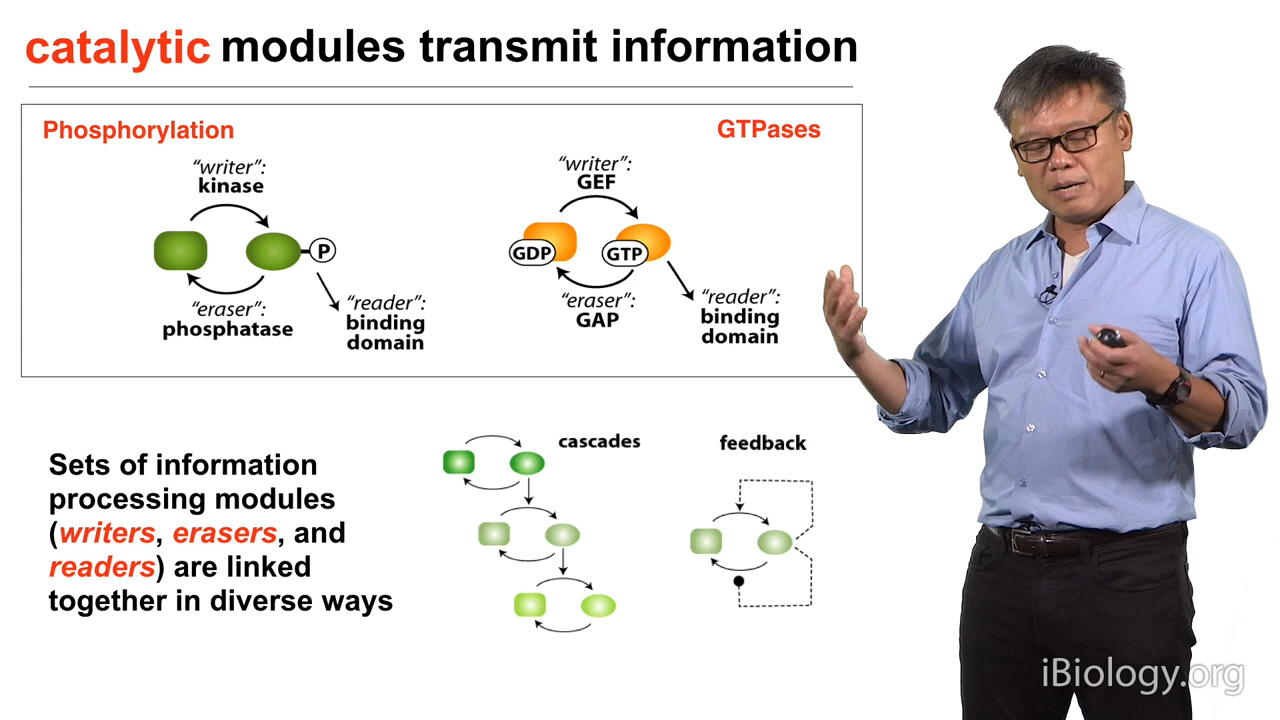 catalytic modules transmit information
Phosphorylation
"writer":
kinase
P
"eraser":
phosphatase
"reader":
binding
domain
GTPases
"writer":
GEF
GDP
GTP
"eraser":
GAP
"reader":
binding
domain
Sets of information
processing modules
(writers, erasers, and
readers) are linked
together in diverse ways
cascades
feedback
iBiology.org